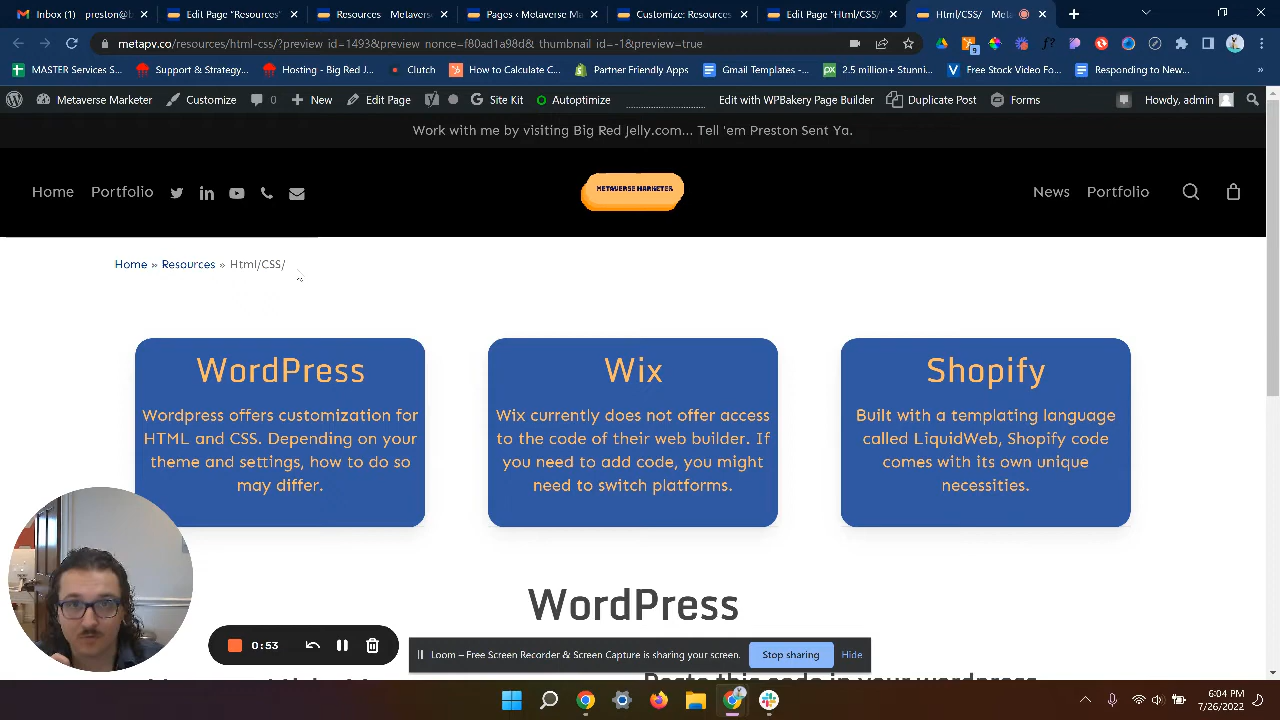 Inbox (1) - preston@b
Edit Page "Resources"
Resources - Metaverse
Pages ‹ Metaverse Ma
Customize: Resources
Edit Page "Html/CSS/
Html/CSS/ - Meta
metapv.co/resources/html-css/?preview_id=1493&preview_nonce=f80ad1a98d&_thumbnail_id=-1&preview=true
MASTER Services S...
Support & Strategy...
Hosting - Big Red J...
Clutch
How to Calculate C...
Partner Friendly Apps
Gmail Templates -...
2.5 million+ Stunni...
Free Stock Video Fo...
Responding to New...
Metaverse Marketer
Customize
0
New
Edit Page
Site Kit
Autoptimize
Edit with WPBakery Page Builder
Duplicate Post
Forms
Howdy, admin
Work with me by visiting Big Red Jelly.com... Tell 'em Preston Sent Ya.
Home
Portfolio
METAVERSE MARKETER
News
Portfolio
Home » Resources » Html/CSS/
WordPress
Wordpress offers customization for
HTML and CSS. Depending on your
theme and settings, how to do so
may differ.
Wix
Wix currently does not offer access
to the code of their web builder. If
you need to add code, you might
need to switch platforms.
Shopify
Built with a templating language
called LiquidWeb, Shopify code
comes with its own unique
necessities.
WordPress
0:53
Loom – Free Screen Recorder & Screen Capture is sharing your screen.
Stop sharing
Hide
Paste this code in your wordpress
6:04 PM
7/26/2022